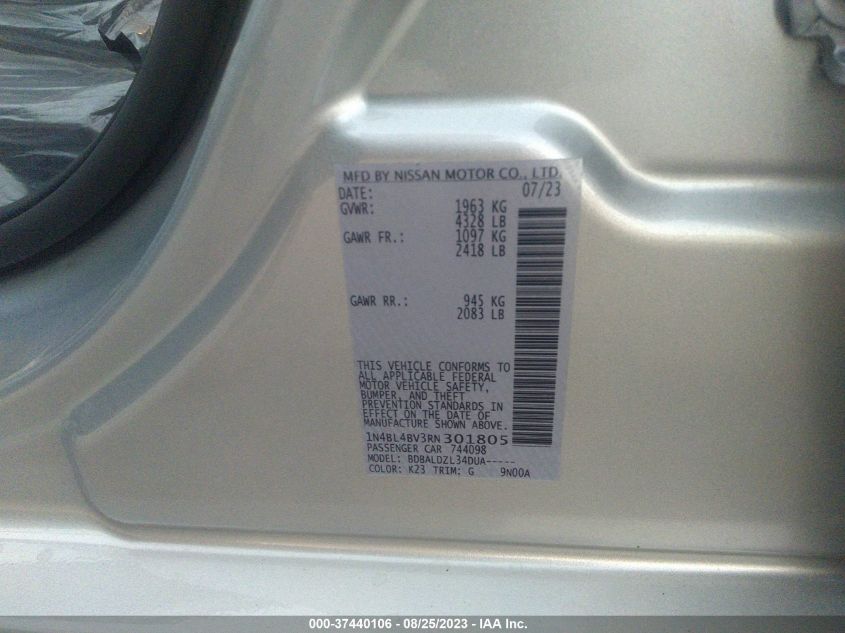 MFD BY NISSAN MOTOR CO., LTD.
DATE: 07/23
GVWR: 1963 KG
4328 LB
GAWR FR.: 1097 KG
2418 LB
GAWR RR.: 945 KG
2083 LB
THIS VEHICLE CONFORMS TO
ALL APPLICABLE FEDERAL
MOTOR VEHICLE SAFETY,
BUMPER, AND THEFT
PREVENTION STANDARDS IN
EFFECT ON THE DATE OF
MANUFACTURE SHOWN ABOVE.
1N4BL4BV3RN301805
PASSENGER CAR 744098
MODEL: BDBALDZL34DUA-----
COLOR: K23 TRIM: G 9N00A
000-37440106 - 08/25/2023 - IAA Inc.